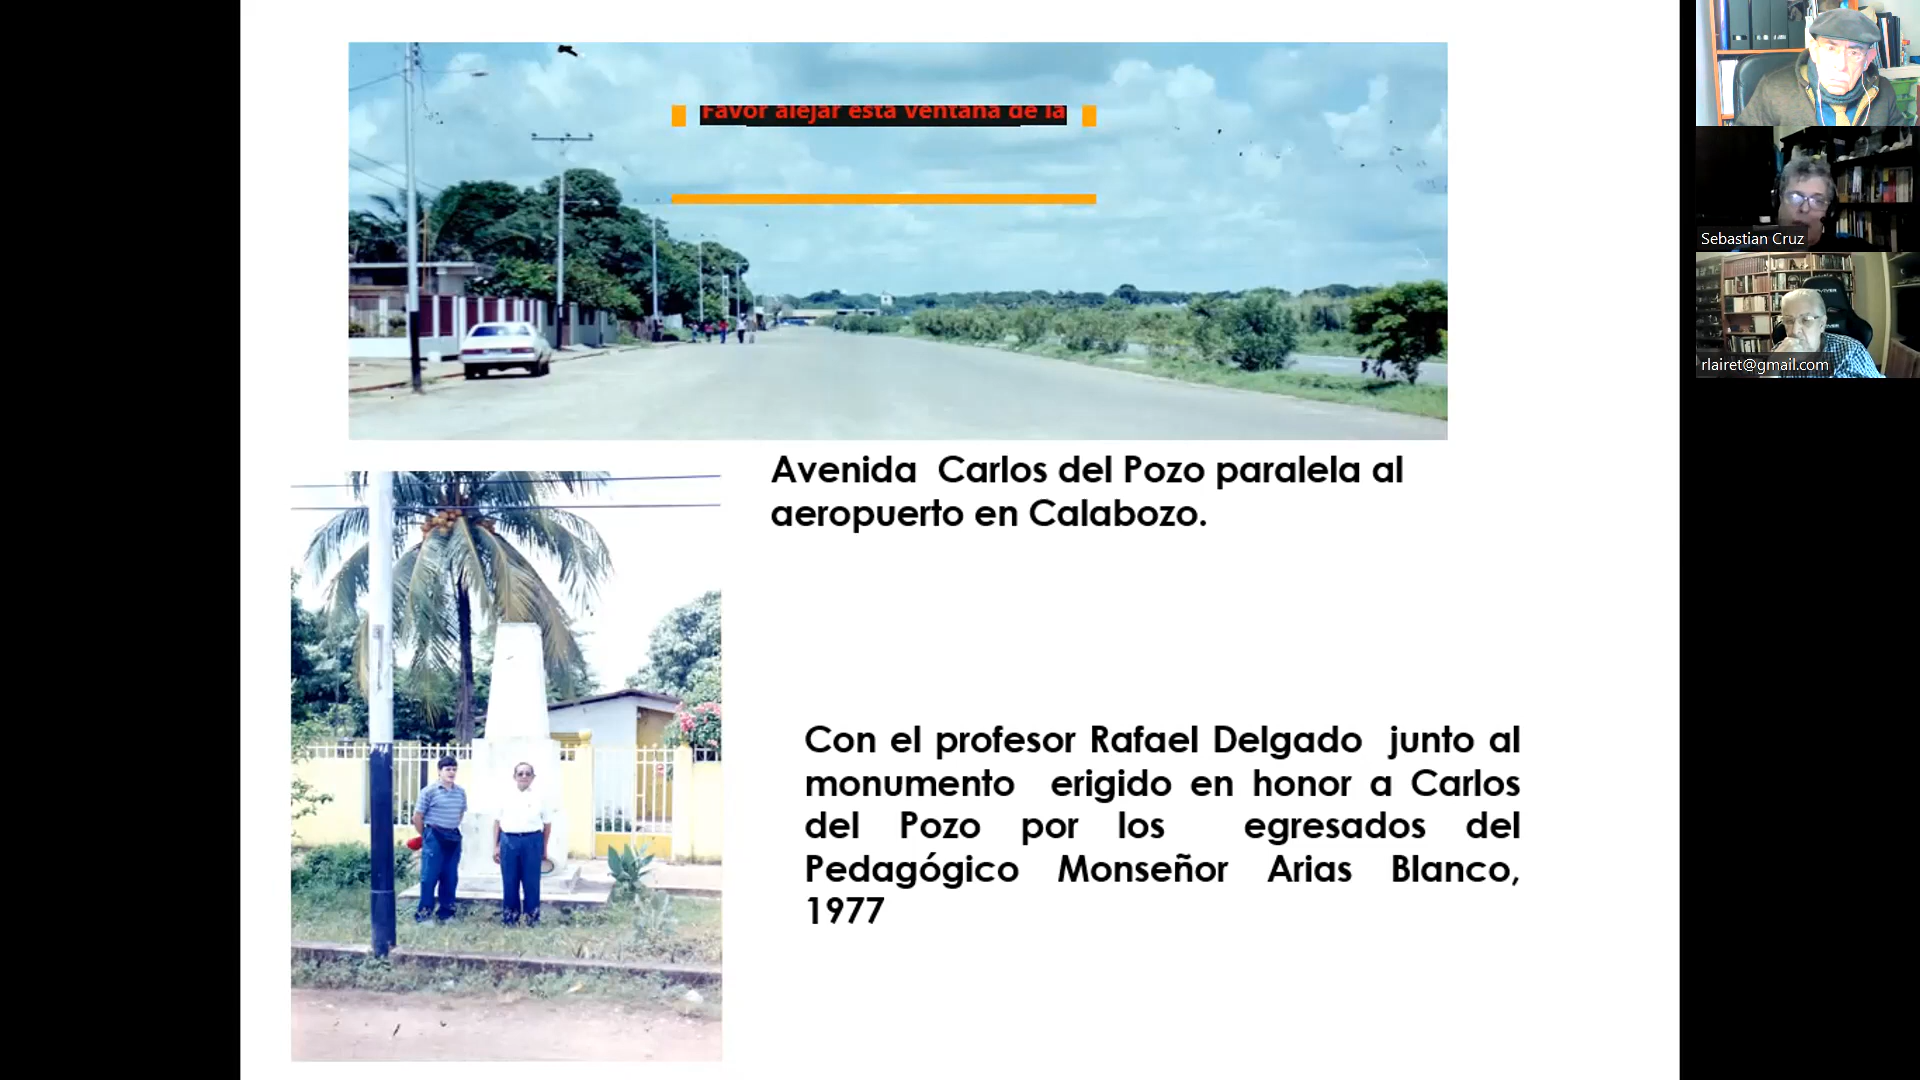 Favor alejar esta ventana de la
Avenida Carlos del Pozo paralela al
aeropuerto en Calabozo.
Con el profesor Rafael Delgado junto al
monumento erigido en honor a Carlos
del Pozo por los egresados del
Pedagógico Monseñor Arias Blanco,
1977
Sebastian Cruz
rlairet@gmail.com